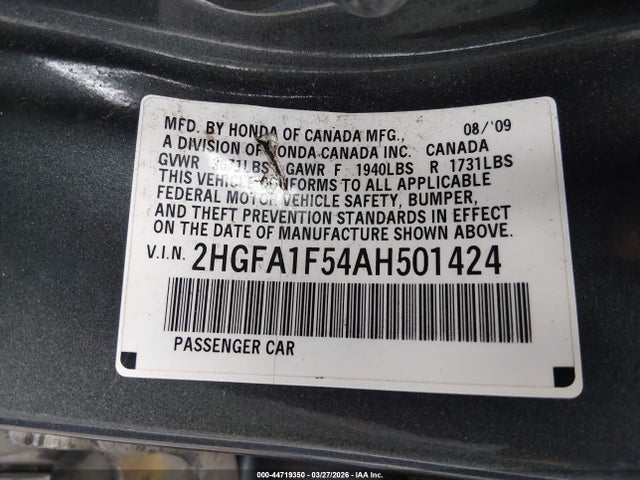 MFD. BY HONDA OF CANADA MFG., 08/'09
A DIVISION OF HONDA CANADA INC. CANADA
GVWR LBS GAWR F 1940LBS R 1731LBS
THIS VEHICLE CONFORMS TO ALL APPLICABLE
FEDERAL MOTOR VEHICLE SAFETY, BUMPER,
AND THEFT PREVENTION STANDARDS IN EFFECT
ON THE DATE OF MANUFACTURE SHOWN ABOVE.
V.I.N. 2HGFA1F54AH501424
PASSENGER CAR
000-44719350 | 03/27/2026 | IAA Inc.